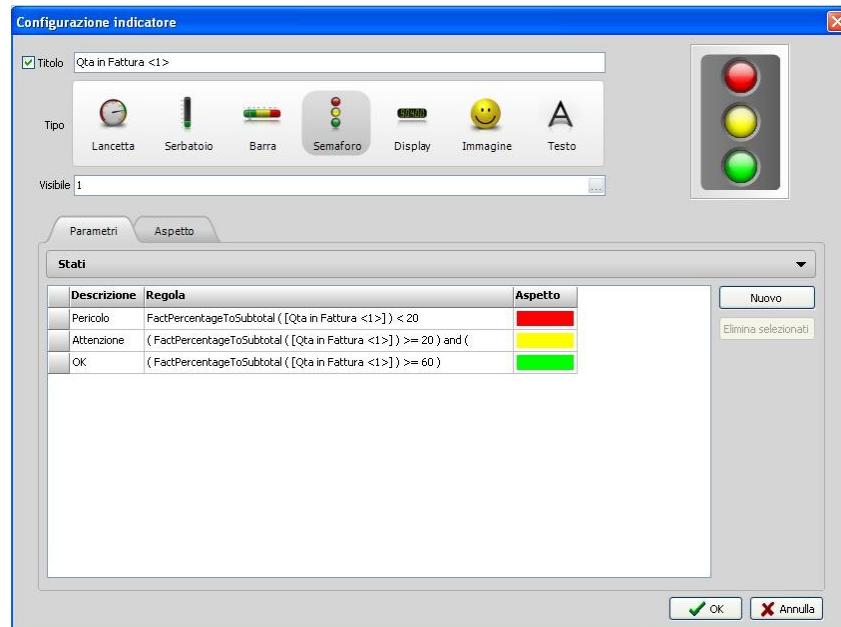 Configurazione indicatore
Titolo Qta in Fattura <1>
Tipo
Lancetta Serbatoio Barra Semaforo Display Immagine Testo
Visibile 1 ...
Parametri Aspetto
Stati
Descrizione Regola Aspetto
Pericolo FactPercentageToSubtotal ( [Qta in Fattura <1>] ) < 20
Attenzione ( FactPercentageToSubtotal ( [Qta in Fattura <1>] ) >= 20 ) and (
OK ( FactPercentageToSubtotal ( [Qta in Fattura <1>] ) >= 60 )
Nuovo
Elimina selezionati
OK Annulla